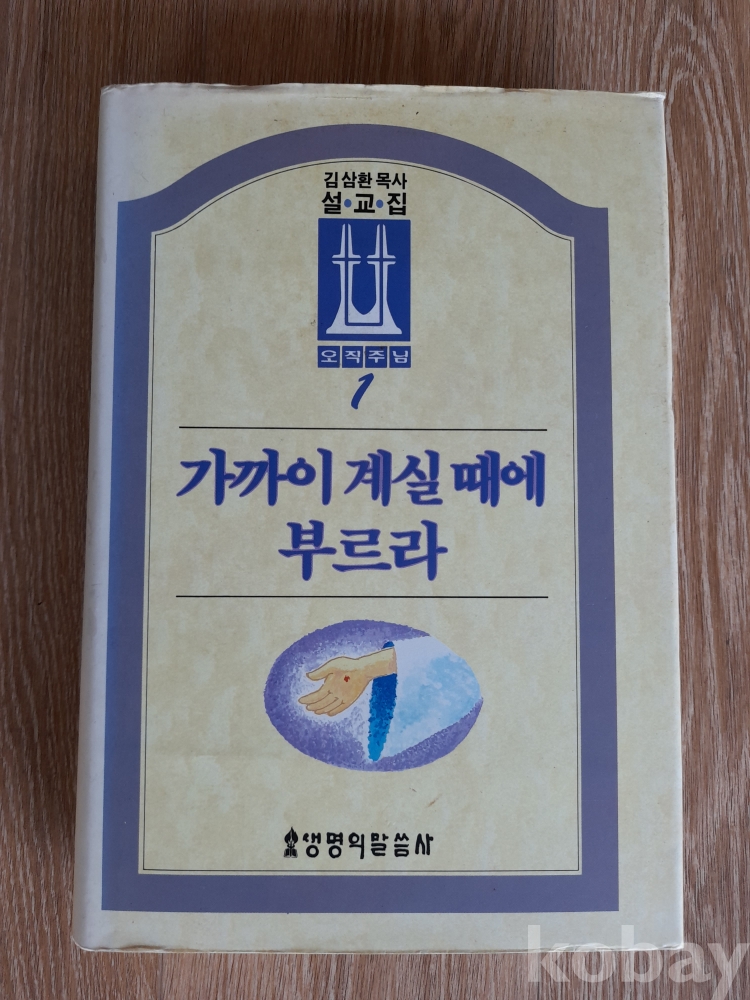 김삼환 목사
설•교•집
오직주님
1
가까이 계실 때에
부르라
생명의말씀사
kobay